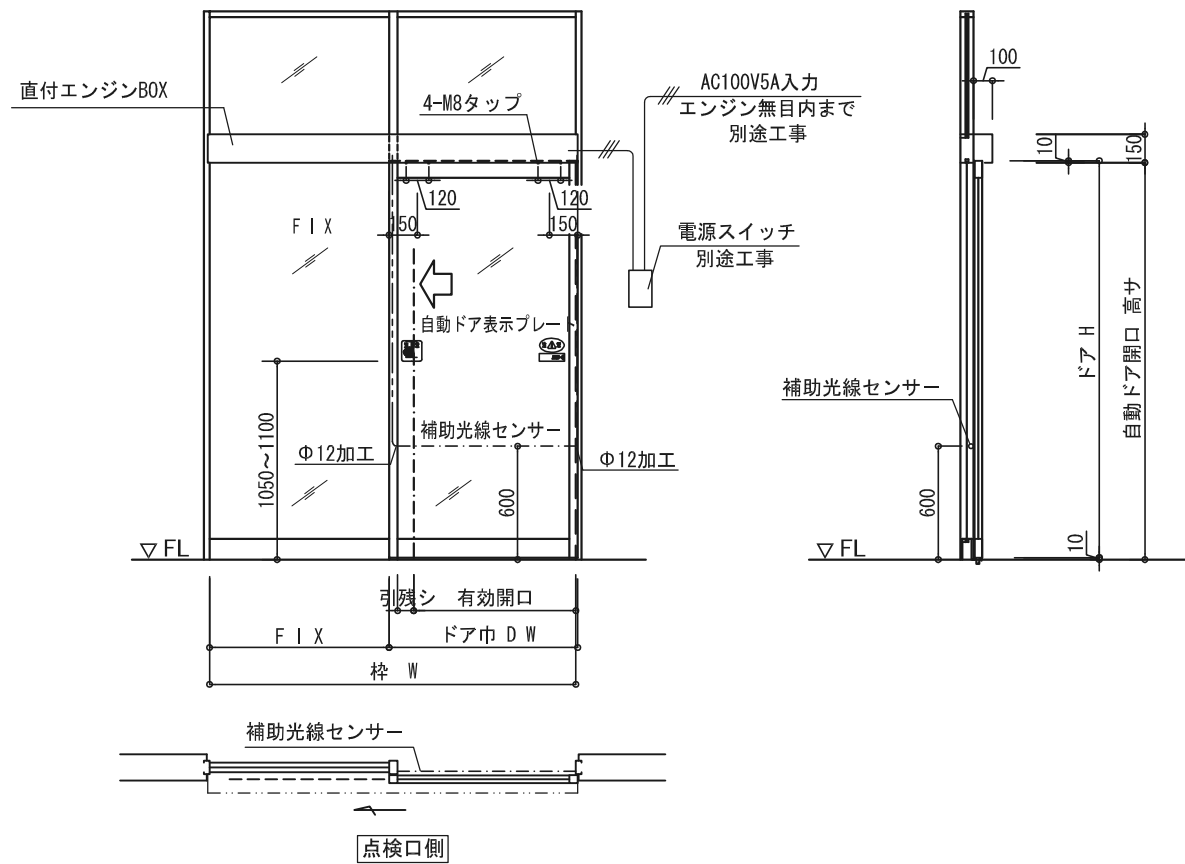 直付エンジンBOX
4-M8タップ
AC100V5A入力
エンジン無目内まで
別途工事
120
120
150
150
FIX
電源スイッチ
別途工事
自動ドア表示プレート
補助光線センサー
Φ12加工
Φ12加工
1050～1100
600
▽FL
引残シ 有効開口
FIX
ドア巾 DW
枠 W
補助光線センサー
点検口側
100
10
150
ドア H
自動ドア開口 高サ
補助光線センサー
600
10
▽FL